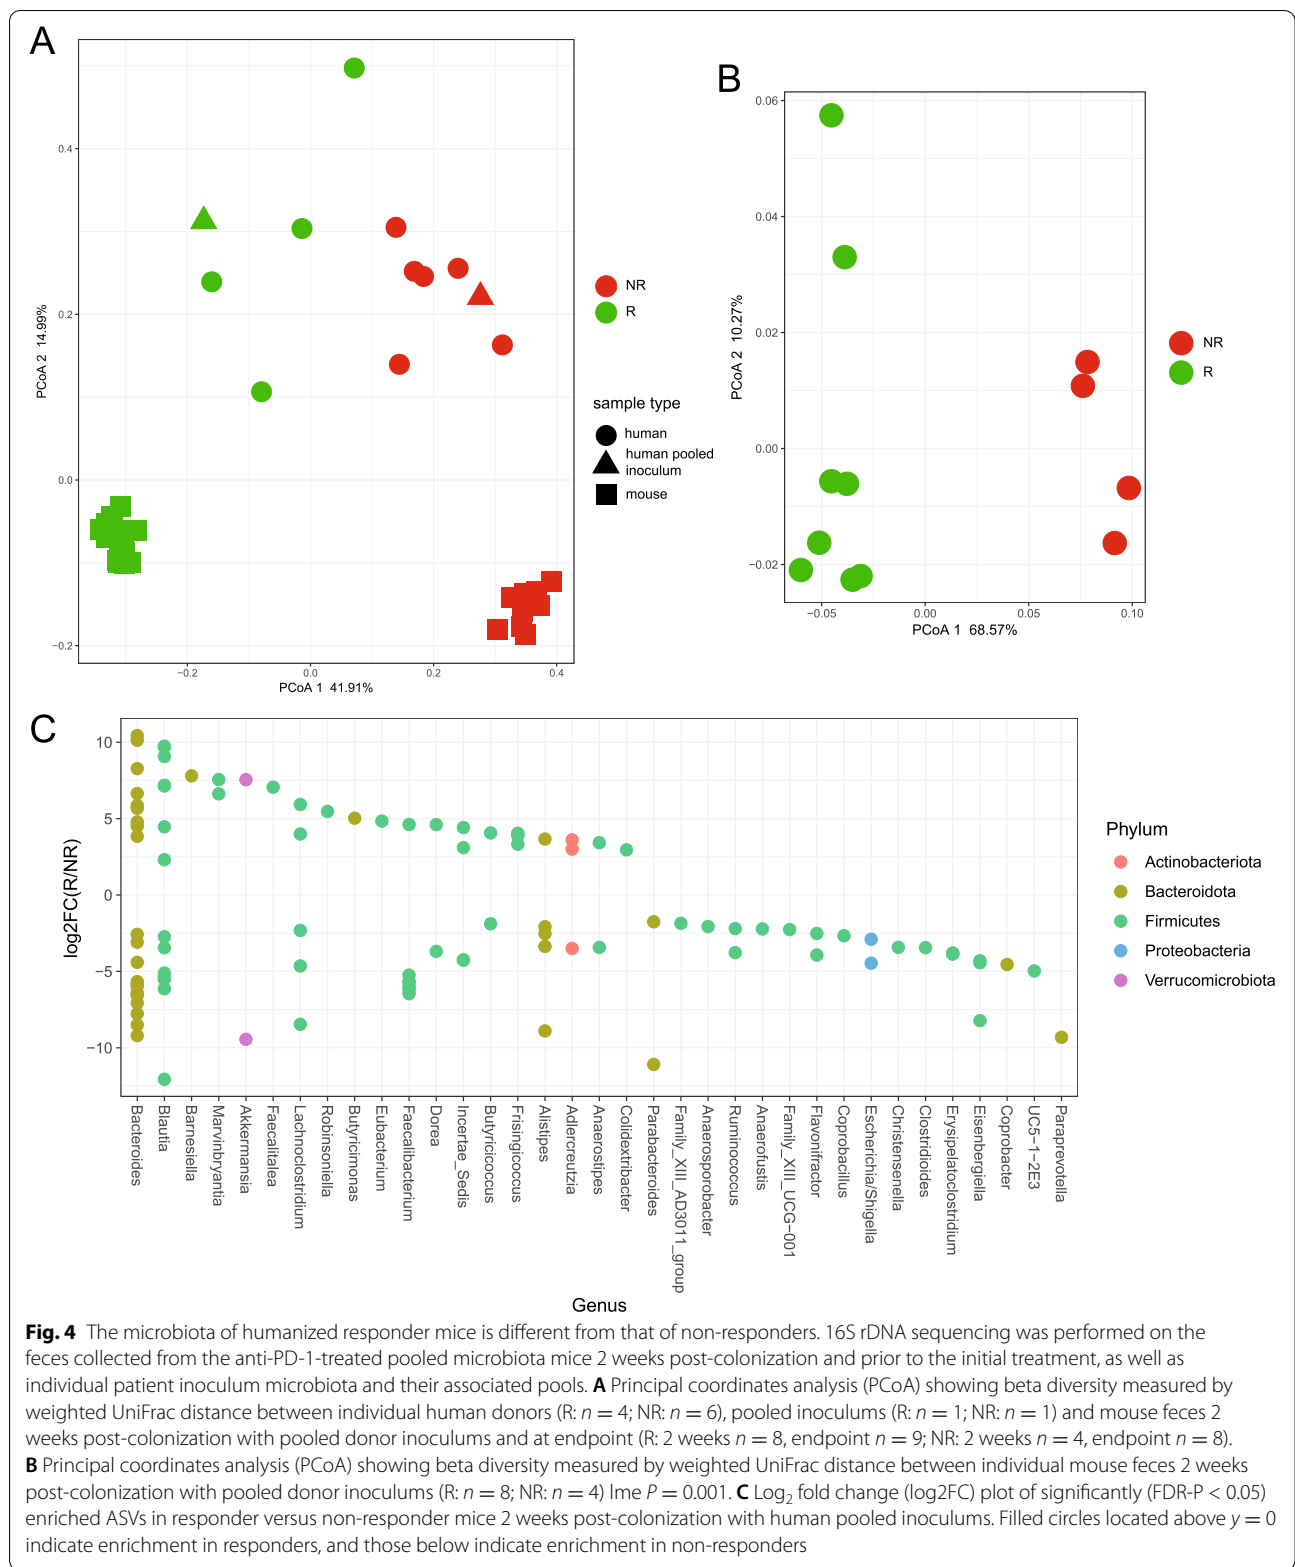 A
0.4
0.2
0.0
−0.2
PCoA 2 14.99%
−0.2
0.0
0.2
0.4
PCoA 1 41.91%
NR
R
sample type
human
human pooled
inoculum
mouse
B
0.06
0.04
0.02
0.00
−0.02
PCoA 2 10.27%
−0.05
0.00
0.05
0.10
PCoA 1 68.57%
NR
R
C
10
5
0
−5
−10
log2FC(R/NR)
Bacteroides
Blautia
Barnesiella
Marvinbryantia
Akkermansia
Faecalitalea
Lachnoclostridium
Robinsoniella
Butyricimonas
Eubacterium
Faecalibacterium
Dorea
Incertae_Sedis
Butyricicoccus
Frisingicoccus
Alistipes
Adlercreutzia
Anaerostipes
Colidextribacter
Parabacteroides
Family_XIII_AD3011_group
Anaerosporobacter
Ruminococcus
Anaerofustis
Family_XIII_UCG−001
Flavonifractor
Coprobacillus
Escherichia/Shigella
Christensenella
Clostridioides
Erysipelatoclostridium
Eisenbergiella
Coprobacter
UC5−1−2E3
Paraprevotella
Genus
Phylum
Actinobacteriota
Bacteroidota
Firmicutes
Proteobacteria
Verrucomicrobiota
Fig. 4 The microbiota of humanized responder mice is different from that of non-responders. 16S rDNA sequencing was performed on the
feces collected from the anti-PD-1-treated pooled microbiota mice 2 weeks post-colonization and prior to the initial treatment, as well as
individual patient inoculum microbiota and their associated pools. A Principal coordinates analysis (PCoA) showing beta diversity measured by
weighted UniFrac distance between individual human donors (R: n = 4; NR: n = 6), pooled inoculums (R: n = 1; NR: n = 1) and mouse feces 2
weeks post-colonization with pooled donor inoculums and at endpoint (R: 2 weeks n = 8, endpoint n = 9; NR: 2 weeks n = 4, endpoint n = 8).
B Principal coordinates analysis (PCoA) showing beta diversity measured by weighted UniFrac distance between individual mouse feces 2 weeks
post-colonization with pooled donor inoculums (R: n = 8; NR: n = 4) lme P = 0.001. C Log2 fold change (log2FC) plot of significantly (FDR-P < 0.05)
enriched ASVs in responder versus non-responder mice 2 weeks post-colonization with human pooled inoculums. Filled circles located above y = 0
indicate enrichment in responders, and those below indicate enrichment in non-responders